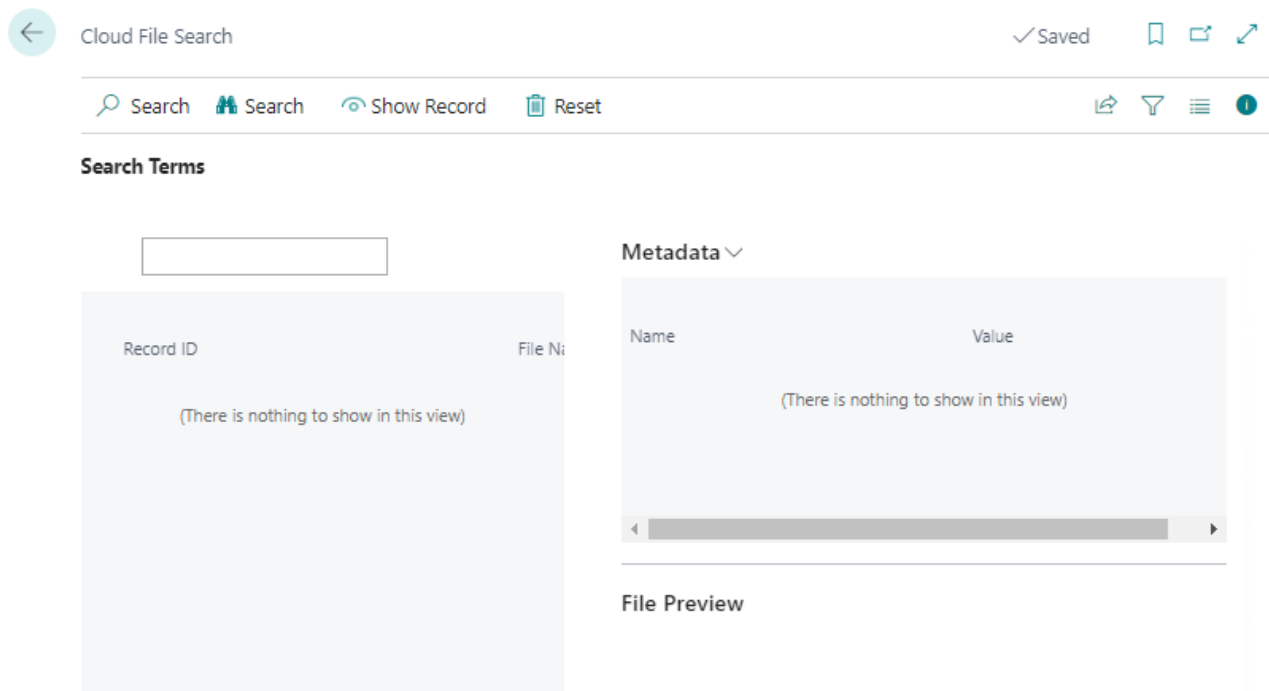 Cloud File Search
Saved
Search Search Show Record Reset
Search Terms
Metadata
Record ID File Na
(There is nothing to show in this view)
Name Value
(There is nothing to show in this view)
File Preview